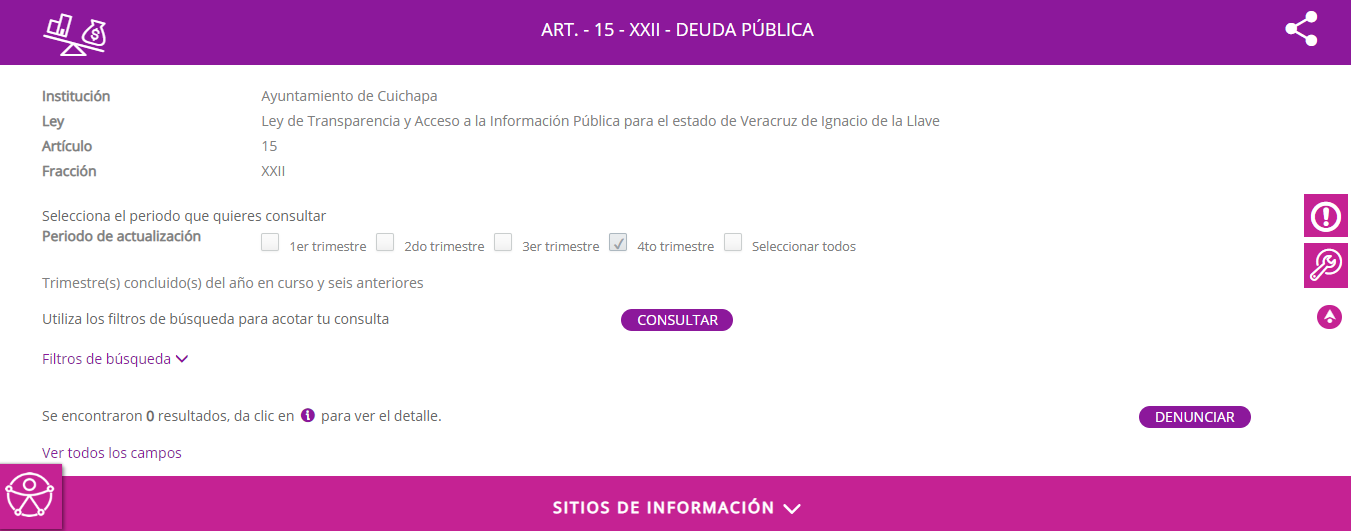 ART. - 15 - XXII - DEUDA PÚBLICA
Institución Ayuntamiento de Cuichapa
Ley Ley de Transparencia y Acceso a la Información Pública para el estado de Veracruz de Ignacio de la Llave
Artículo 15
Fracción XXII
Selecciona el periodo que quieres consultar
Periodo de actualización 1er trimestre 2do trimestre 3er trimestre 4to trimestre Seleccionar todos
Trimestre(s) concluido(s) del año en curso y seis anteriores
Utiliza los filtros de búsqueda para acotar tu consulta CONSULTAR
Filtros de búsqueda
Se encontraron 0 resultados, da clic en i para ver el detalle. DENUNCIAR
Ver todos los campos
SITIOS DE INFORMACIÓN